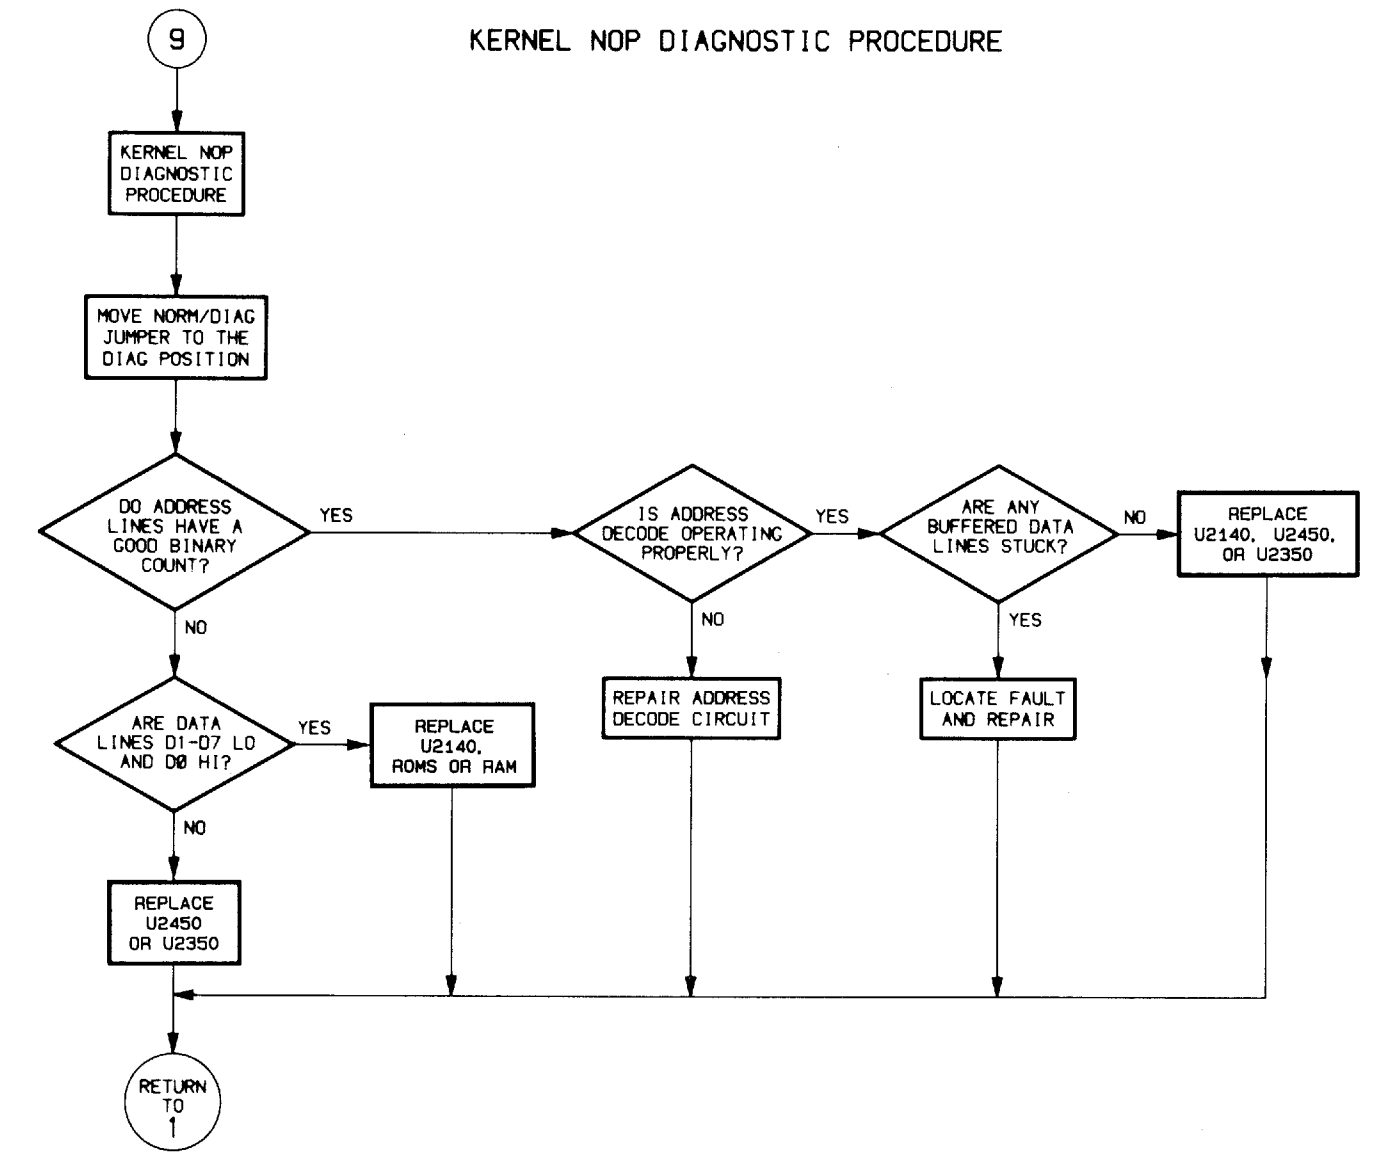 9
KERNEL NOP DIAGNOSTIC PROCEDURE
KERNEL NOP
DIAGNOSTIC
PROCEDURE
MOVE NORM/DIAG
JUMPER TO THE
DIAG POSITION
DO ADDRESS
LINES HAVE A
GOOD BINARY
COUNT?
YES
NO
IS ADDRESS
DECODE OPERATING
PROPERLY?
YES
NO
ARE ANY
BUFFERED DATA
LINES STUCK?
NO
YES
REPLACE
U2140, U2450,
OR U2350
ARE DATA
LINES D1-D7 LO
AND DØ HI?
YES
NO
REPLACE
U2140,
ROMS OR RAM
REPAIR ADDRESS
DECODE CIRCUIT
LOCATE FAULT
AND REPAIR
REPLACE
U2450
OR U2350
RETURN
TO
1